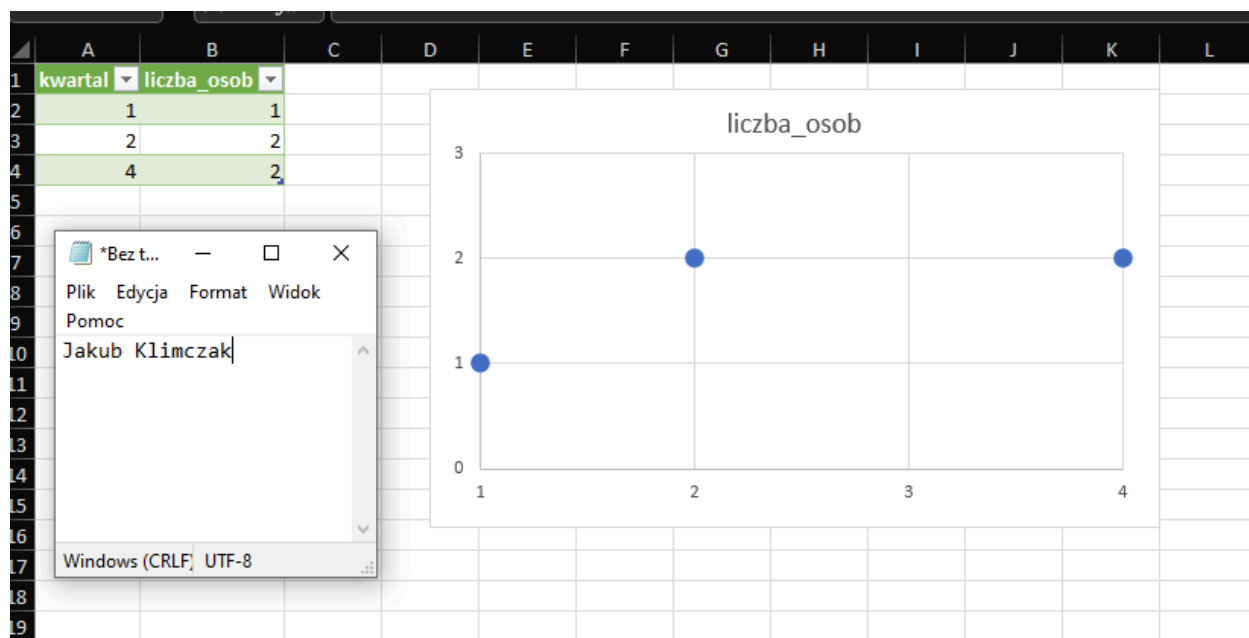 A B C D E F G H I J K L
1 kwartal liczba_osob
2 1 1
3 2 2
4 4 2
5
6
7
8
9
10
11
12
13
14
15
16
17
18
19
*Bez t...
Plik Edycja Format Widok
Pomoc
Jakub Klimczak
Windows (CRLF) UTF-8
liczba_osob
3
2
1
0
1 2 3 4